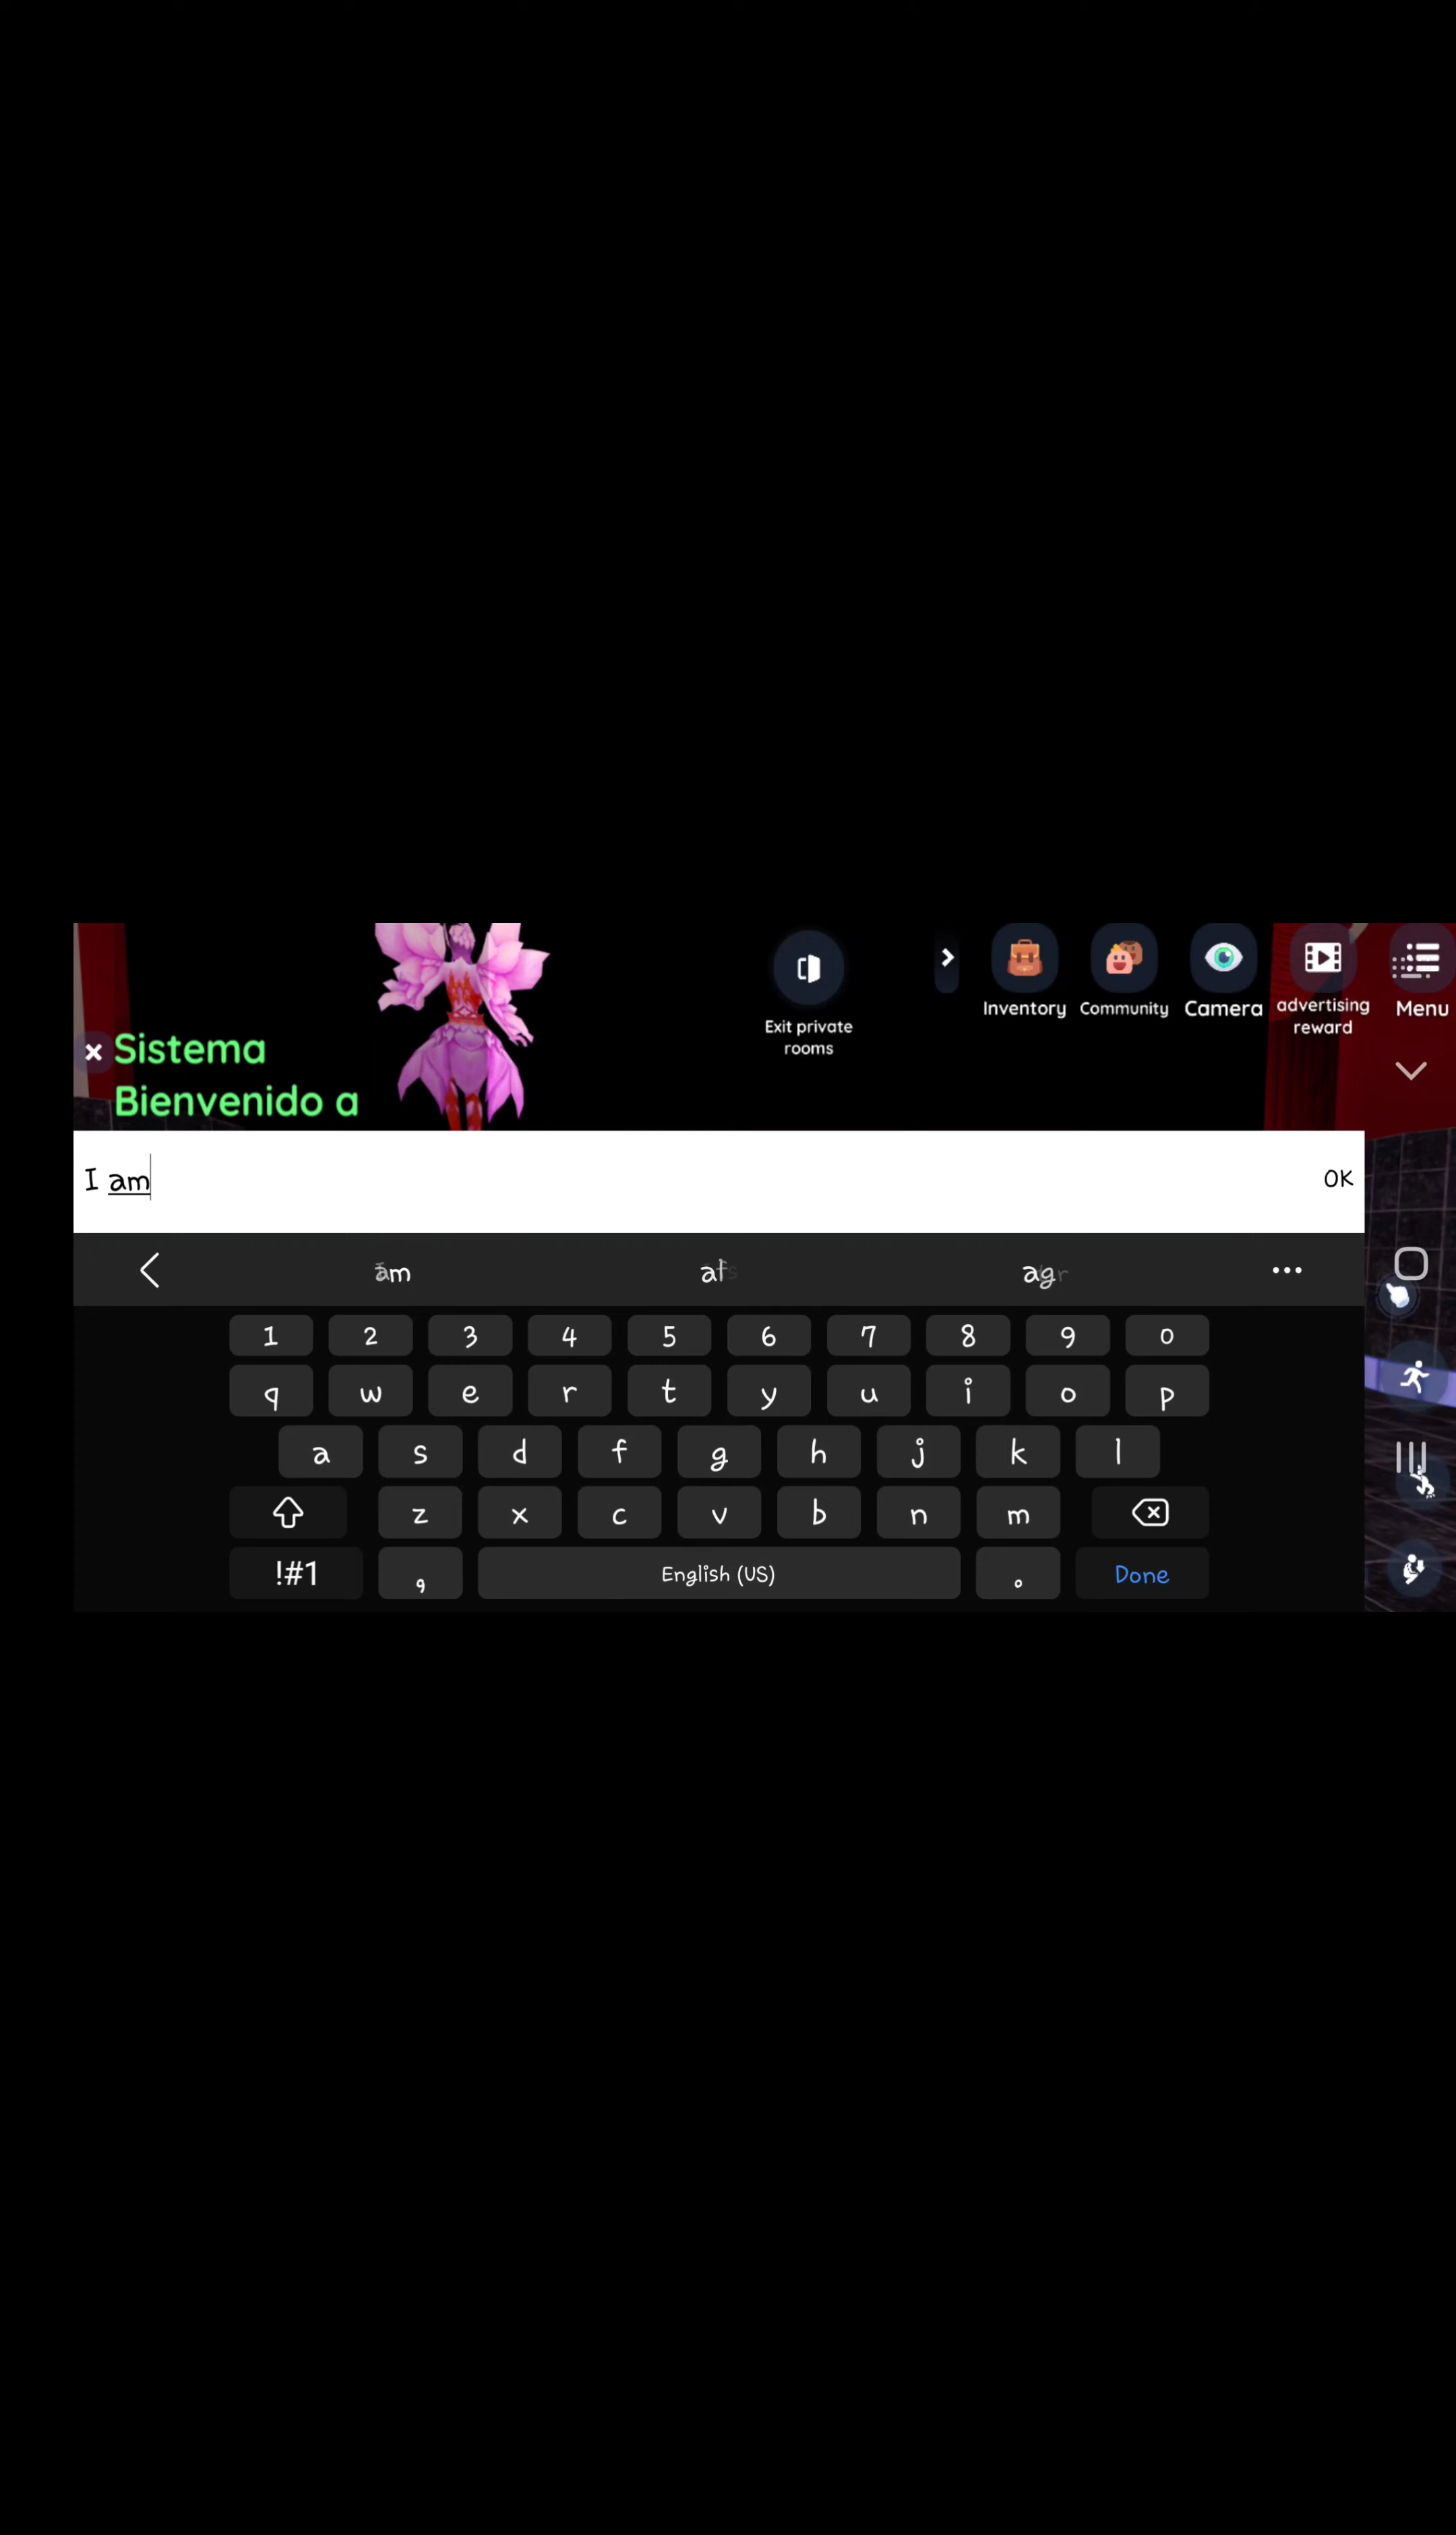 Exit private
rooms
Inventory
Community
Camera
advertising
reward
Menu
Sistema
Bienvenido a
I am
OK
am
1 2 3 4 5 6 7 8 9 0
q w e r t y u i o p
a s d f g h j k l
z x c v b n m
!#1 , English (US) . Done